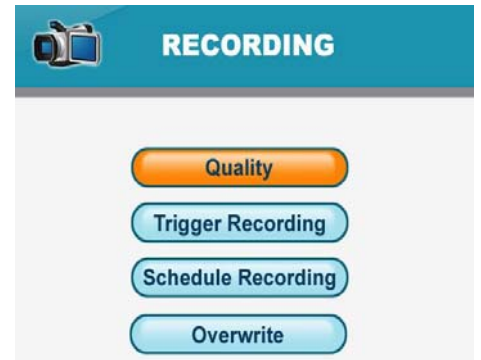 RECORDING
Quality
Trigger Recording
Schedule Recording
Overwrite